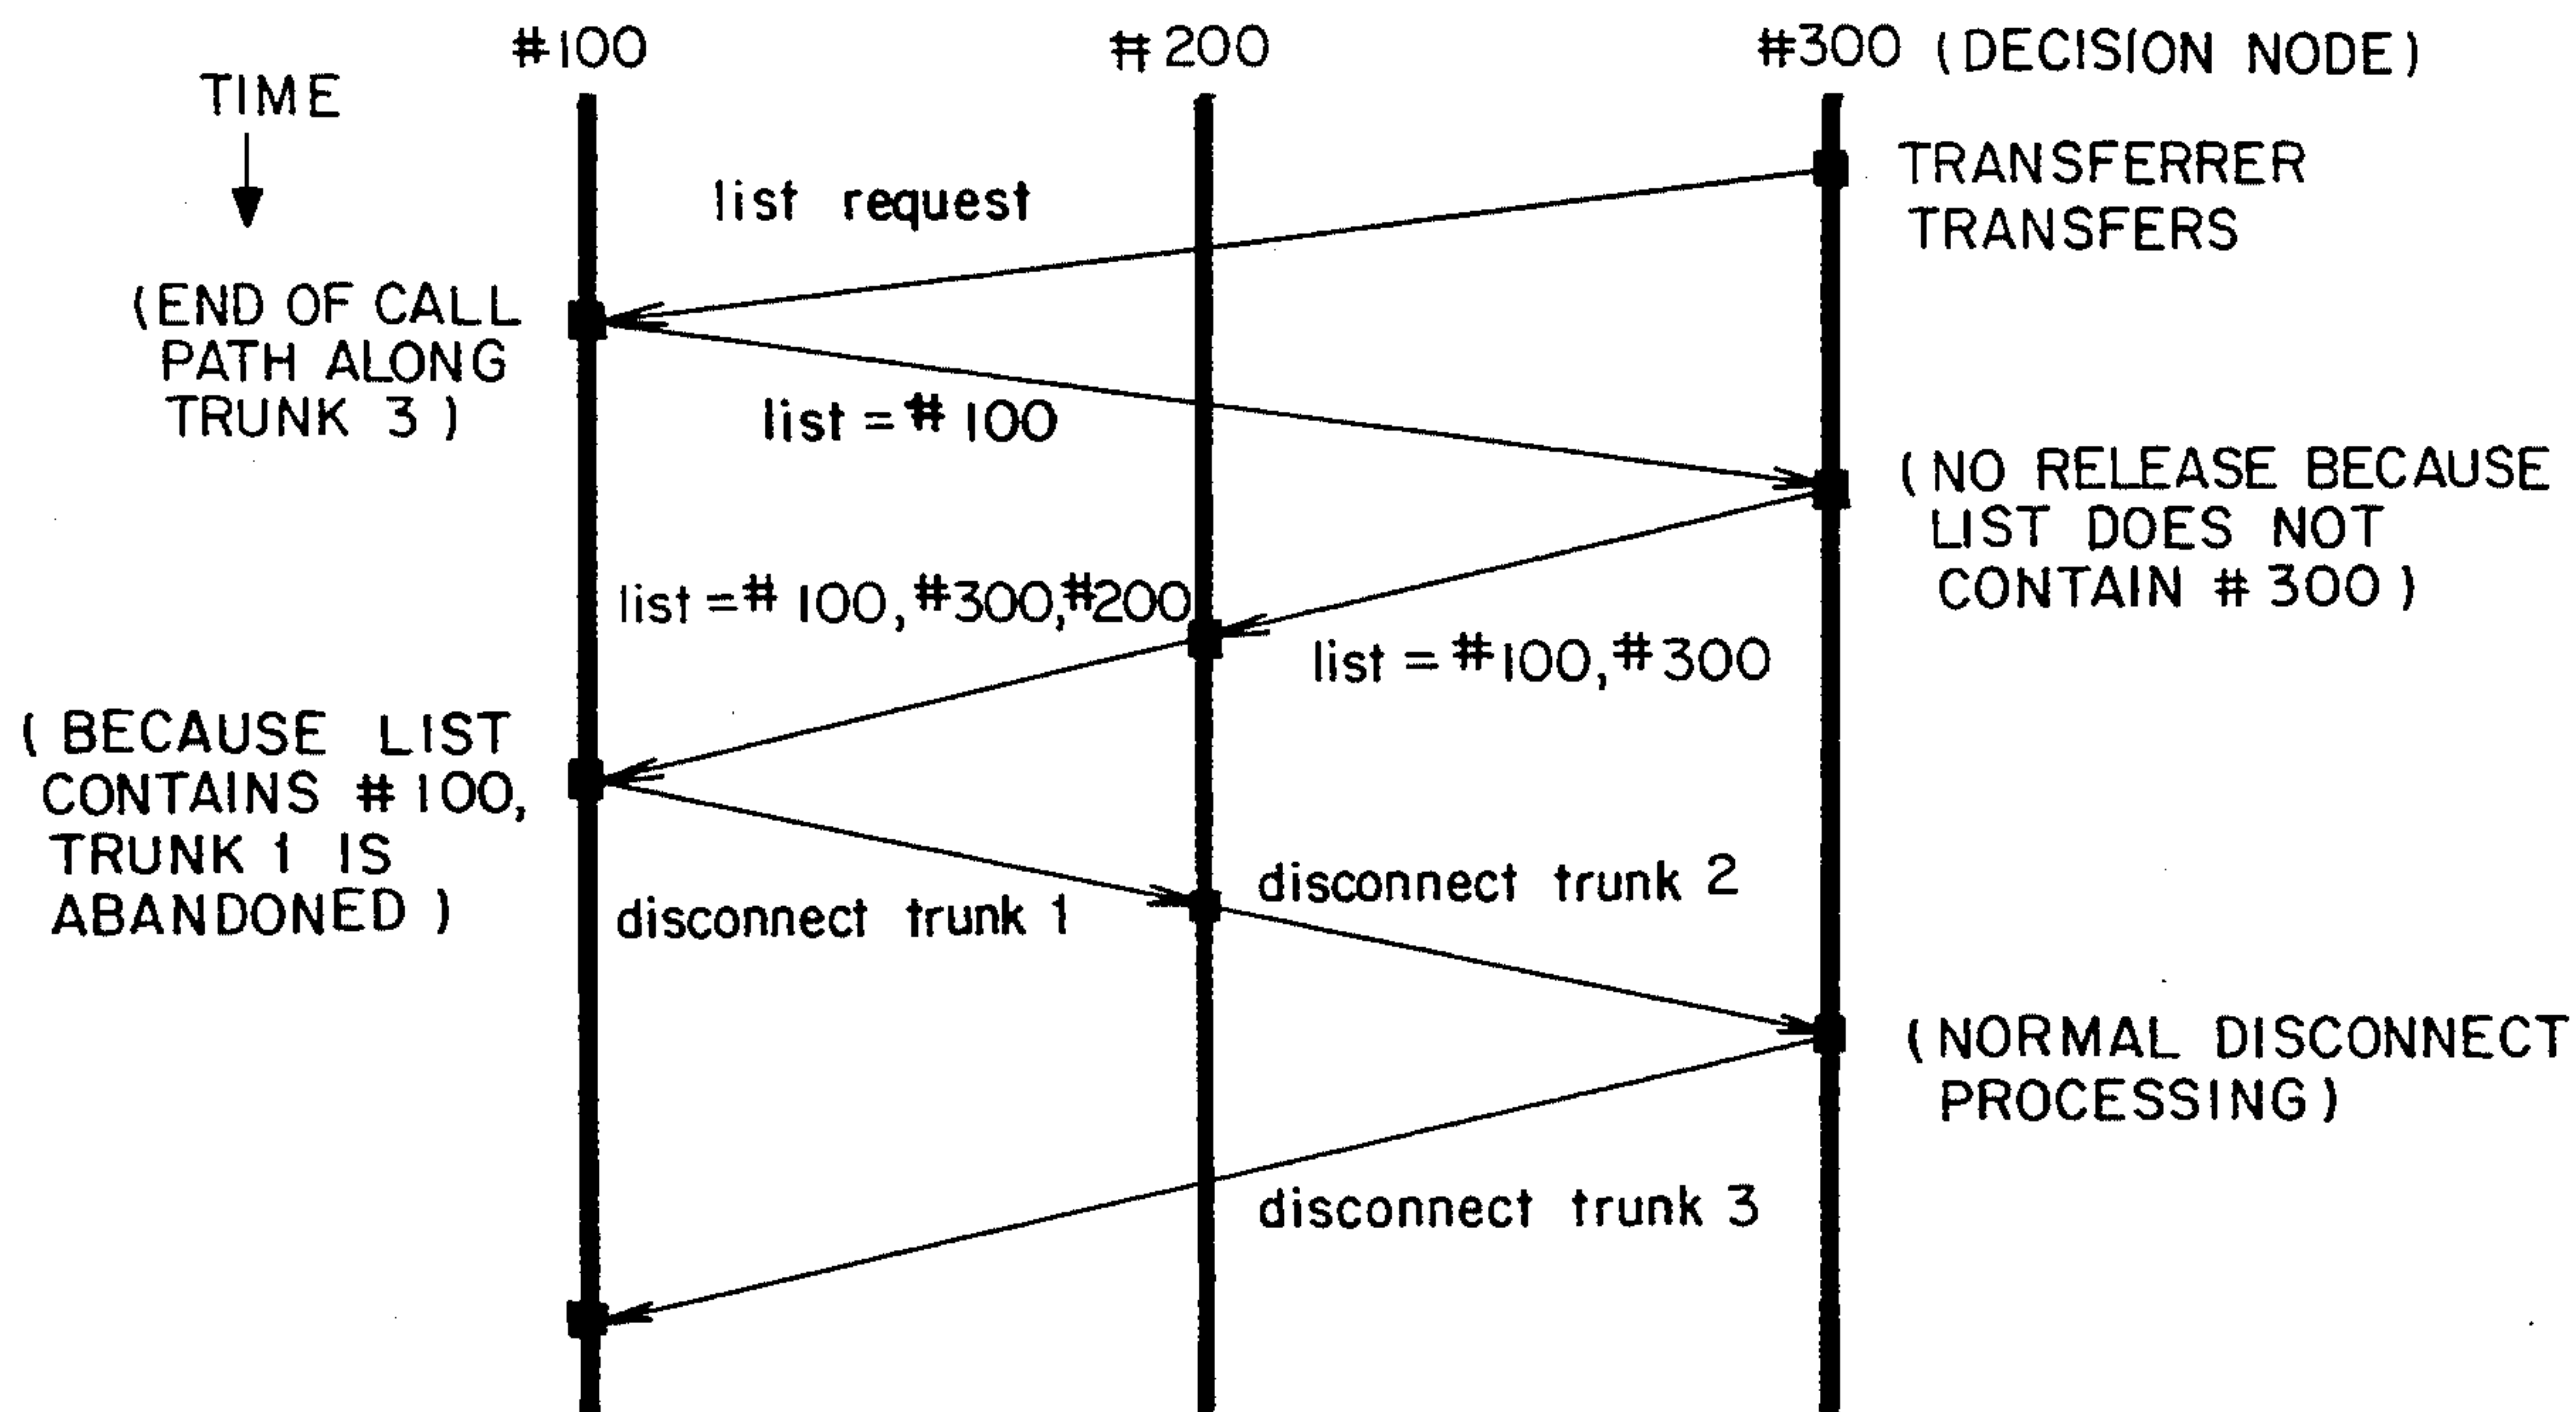 #100
#200
#300 (DECISION NODE)
TIME
TRANSFERRER
TRANSFERS
list request
(END OF CALL
PATH ALONG
TRUNK 3)
list = # 100
(NO RELEASE BECAUSE
LIST DOES NOT
CONTAIN # 300)
list = # 100, #300, #200
list = #100, #300
(BECAUSE LIST
CONTAINS # 100,
TRUNK 1 IS
ABANDONED)
disconnect trunk 1
disconnect trunk 2
(NORMAL DISCONNECT
PROCESSING)
disconnect trunk 3